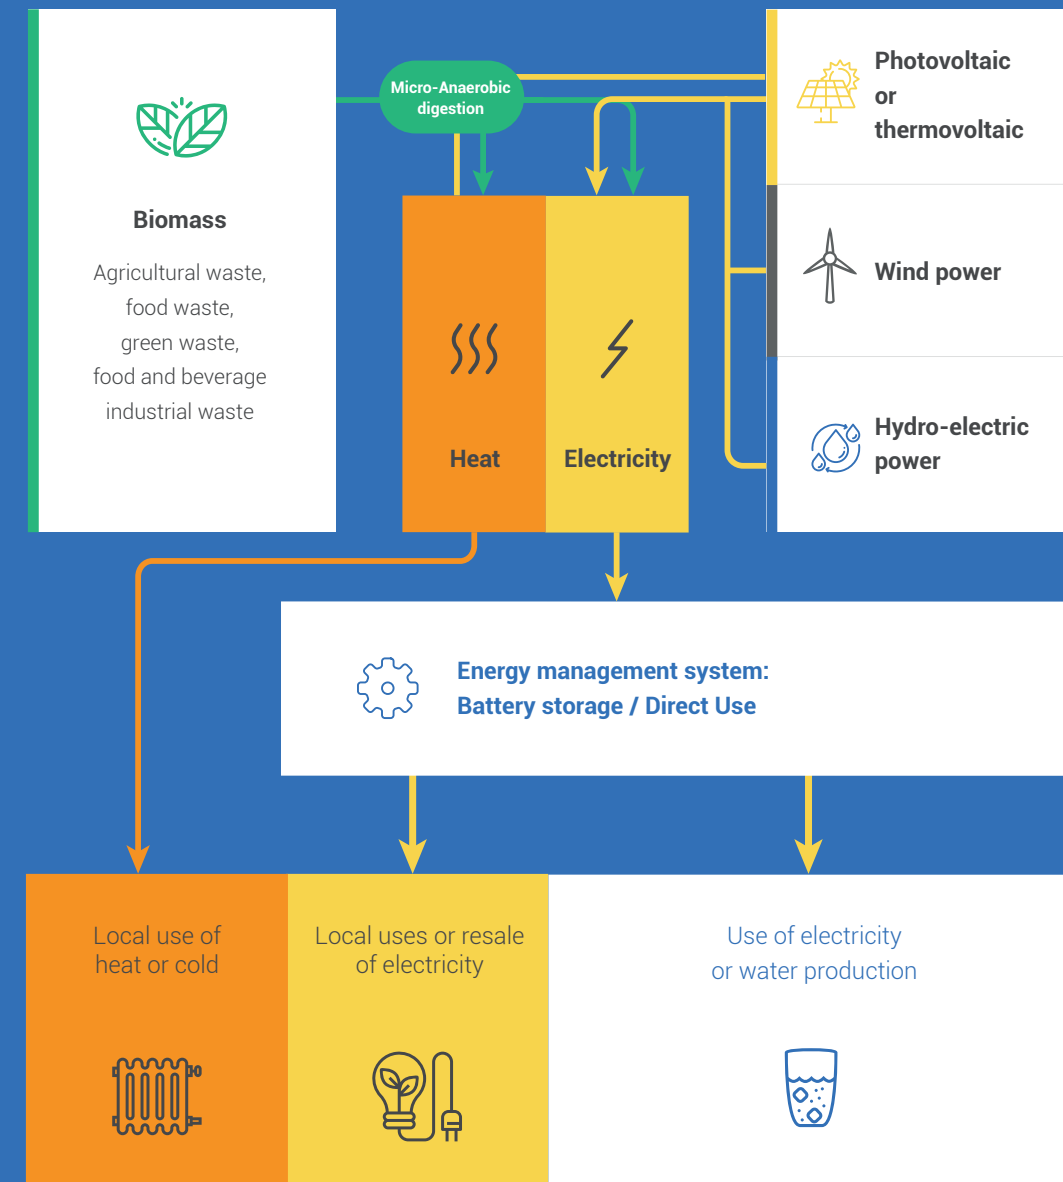 Biomass
Agricultural waste,
food waste,
green waste,
food and beverage
industrial waste
Micro-Anaerobic
digestion
Heat
Electricity
Photovoltaic
or
thermovoltaic
Wind power
Hydro-electric
power
Energy management system:
Battery storage / Direct Use
Local use of
heat or cold
Local uses or resale
of electricity
Use of electricity
or water production